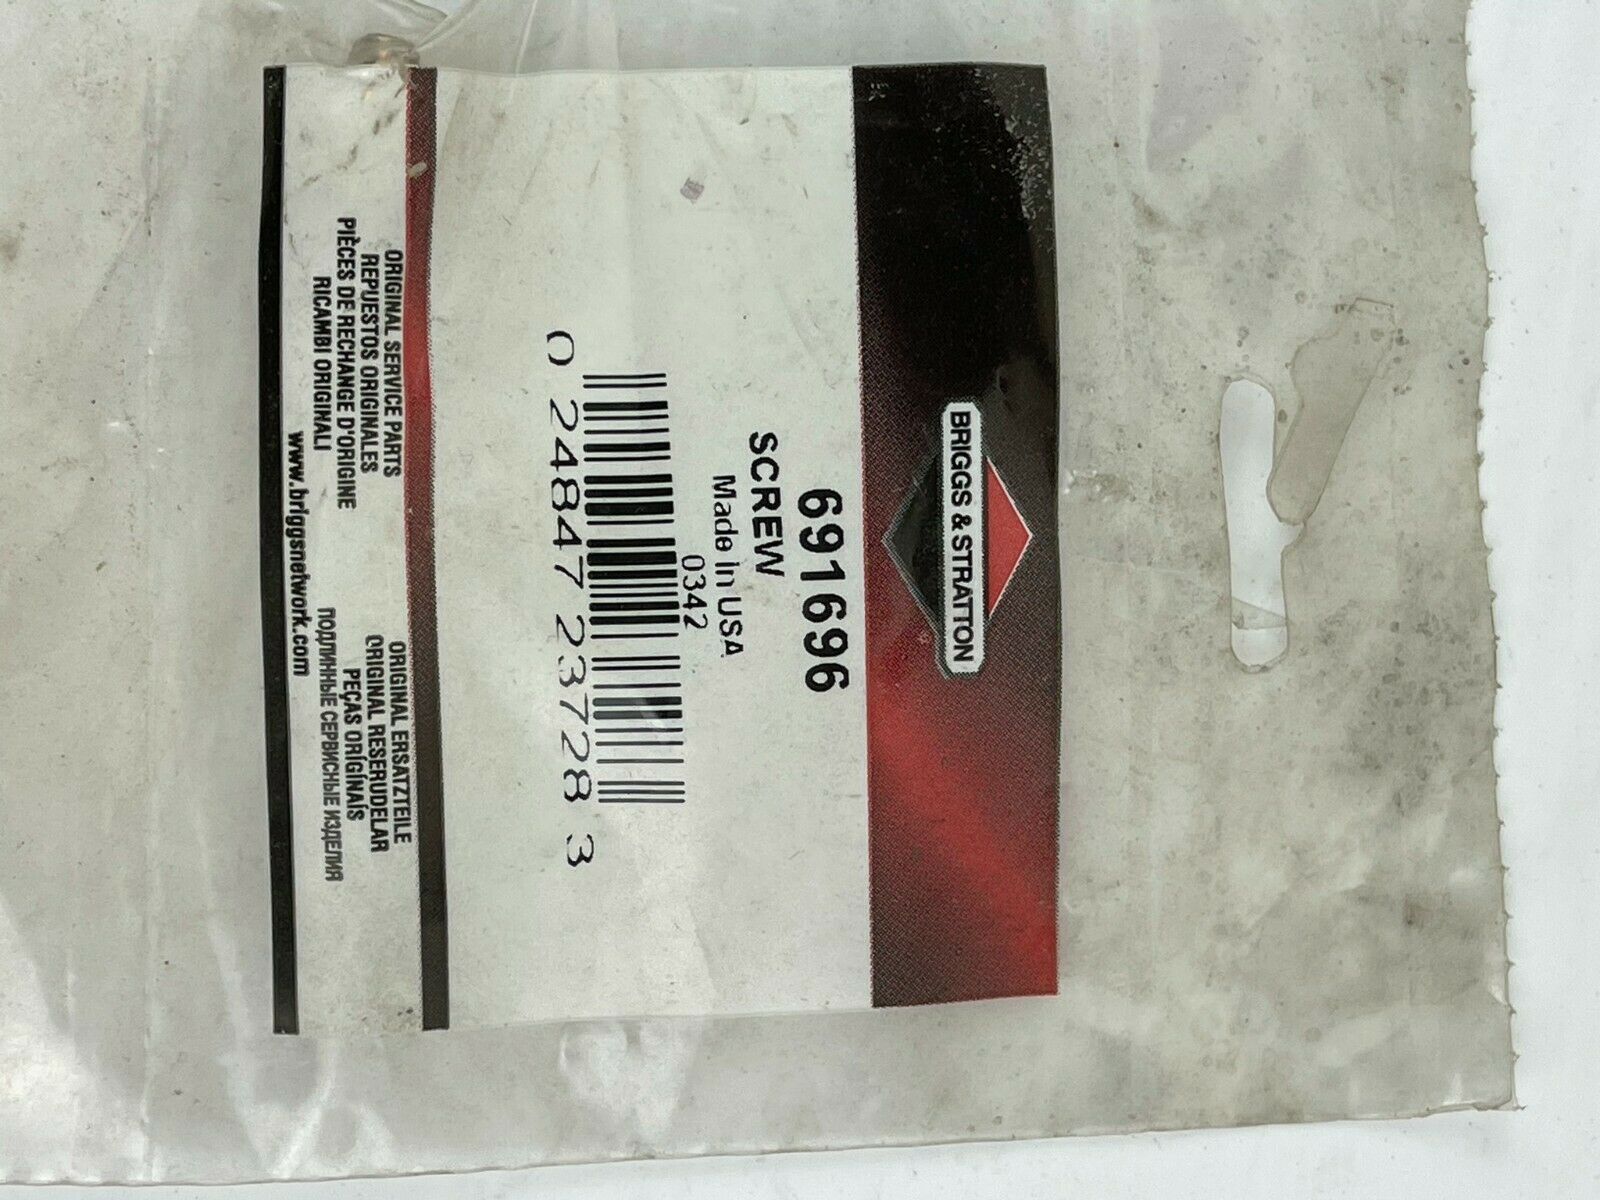 BRIGGS & STRATTON
691696
SCREW
Made in USA
0342
0 24847 23728 3
ORIGINAL SERVICE PARTS
REPUESTOS ORIGINALES
PIÈCES DE RECHANGE D'ORIGINE
RICAMBI ORIGINALI
ORIGINAL ERSATZTEILE
ORIGINAL RESERUDELAR
PEÇAS ORÍGÍNAÍS
ПОДЛИННЫЕ СЕРВИСНЫЕ ИЗДЕЛИЯ
www.briggsnetwork.com